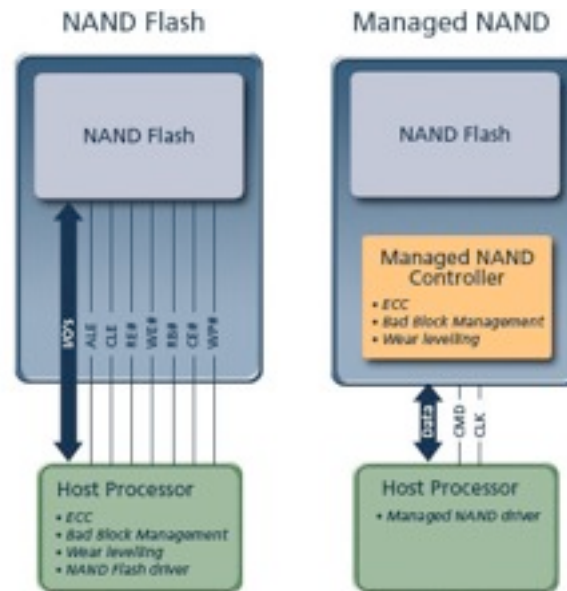 NAND Flash
NAND Flash
I/Os
ALE
CLE
RE#
WE#
RB#
CE#
WP#
Host Processor
• ECC
• Bad Block Management
• Wear levelling
• NAND Flash driver
Managed NAND
NAND Flash
Managed NAND
Controller
• ECC
• Bad Block Management
• Wear levelling
Data
CMD
CLK
Host Processor
• Managed NAND driver